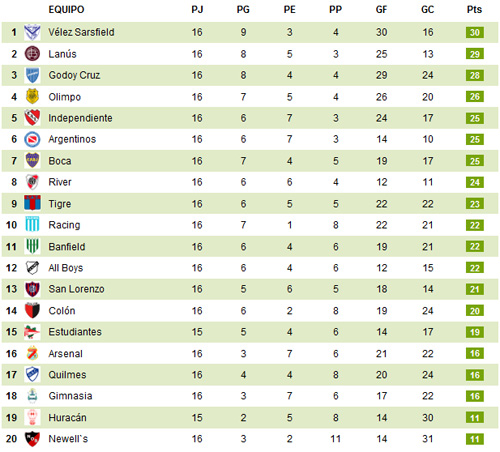 EQUIPO PJ PG PE PP GF GC Pts
1 Vélez Sarsfield 16 9 3 4 30 16 30
2 Lanús 16 8 5 3 25 13 29
3 Godoy Cruz 16 8 4 4 29 24 28
4 Olimpo 16 7 5 4 26 20 26
5 Independiente 16 6 7 3 24 17 25
6 Argentinos 16 6 7 3 14 10 25
7 Boca 16 7 4 5 19 17 25
8 River 16 6 6 4 12 11 24
9 Tigre 16 6 5 5 22 22 23
10 Racing 16 7 1 8 22 21 22
11 Banfield 16 6 4 6 19 21 22
12 All Boys 16 6 4 6 12 15 22
13 San Lorenzo 16 5 6 5 18 14 21
14 Colón 16 6 2 8 19 24 20
15 Estudiantes 15 5 4 6 14 17 19
16 Arsenal 16 3 7 6 21 22 16
17 Quilmes 16 4 4 8 20 24 16
18 Gimnasia 16 3 7 6 17 22 16
19 Huracán 15 2 5 8 14 30 11
20 Newell`s 16 3 2 11 14 31 11